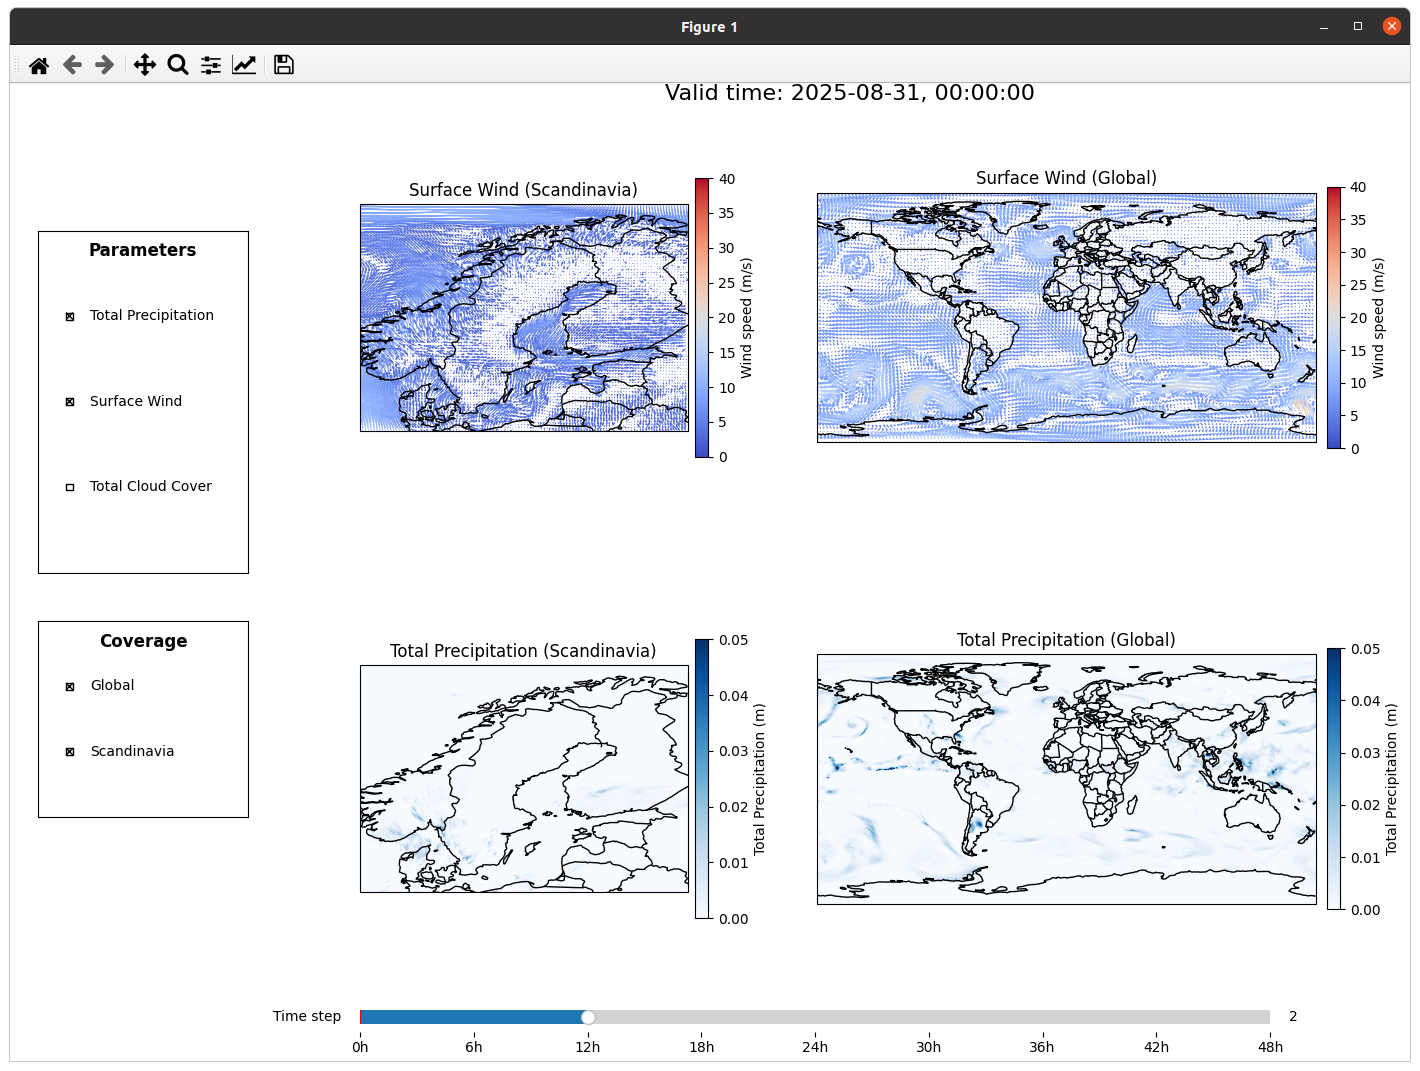 Figure 1
Valid time: 2025-08-31, 00:00:00
Parameters
Total Precipitation
Surface Wind
Total Cloud Cover
Coverage
Global
Scandinavia
Surface Wind (Scandinavia)
40
35
30
25
20
15
10
5
0
Wind speed (m/s)
Surface Wind (Global)
40
35
30
25
20
15
10
5
0
Wind speed (m/s)
Total Precipitation (Scandinavia)
0.05
0.04
0.03
0.02
0.01
0.00
Total Precipitation (m)
Total Precipitation (Global)
0.05
0.04
0.03
0.02
0.01
0.00
Total Precipitation (m)
Time step 2
0h 6h 12h 18h 24h 30h 36h 42h 48h